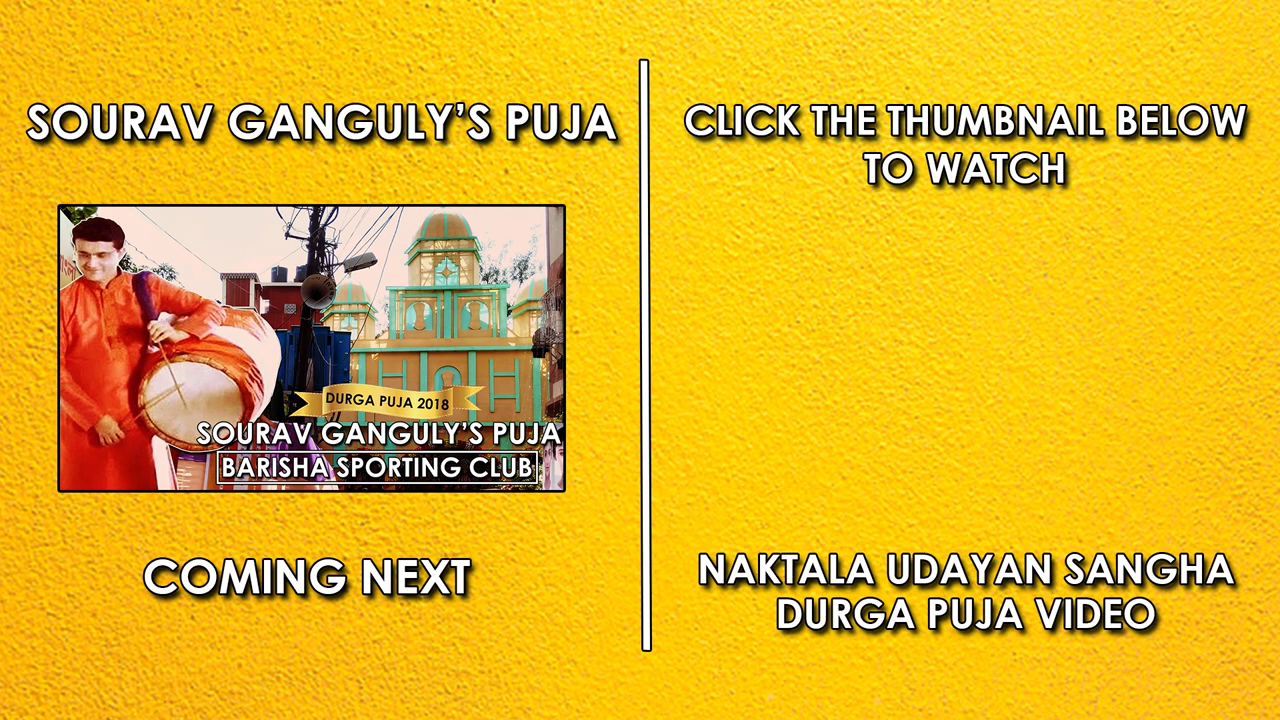 SOURAV GANGULY'S PUJA
DURGA PUJA 2018
SOURAV GANGULY'S PUJA
BARISHA SPORTING CLUB
COMING NEXT
CLICK THE THUMBNAIL BELOW
TO WATCH
NAKTALA UDAYAN SANGHA
DURGA PUJA VIDEO